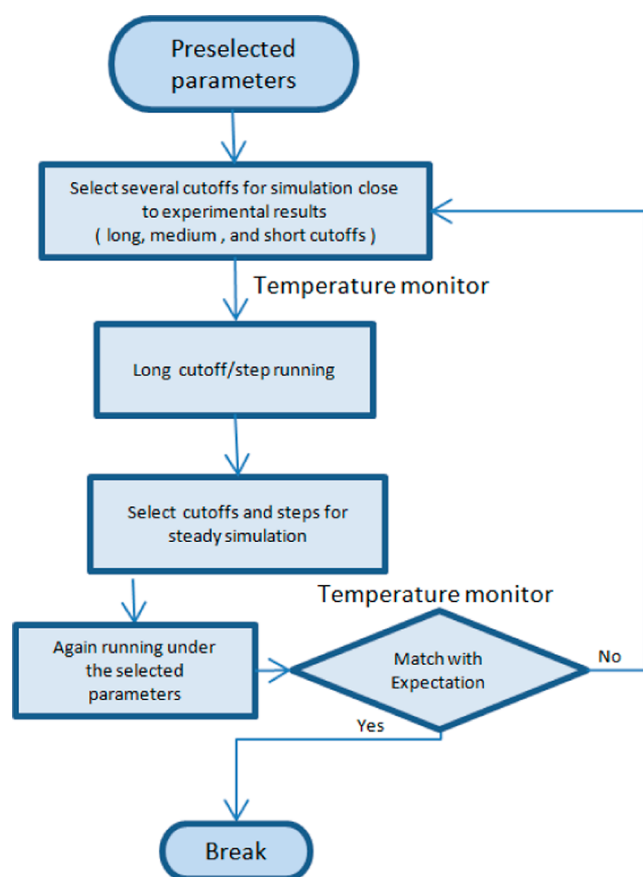 Preselected
parameters
Select several cutoffs for simulation close
to experimental results
( long, medium , and short cutoffs )
Temperature monitor
Long cutoff/step running
Select cutoffs and steps for
steady simulation
Temperature monitor
Again running under
the selected
parameters
Match with
Expectation
No
Yes
Break